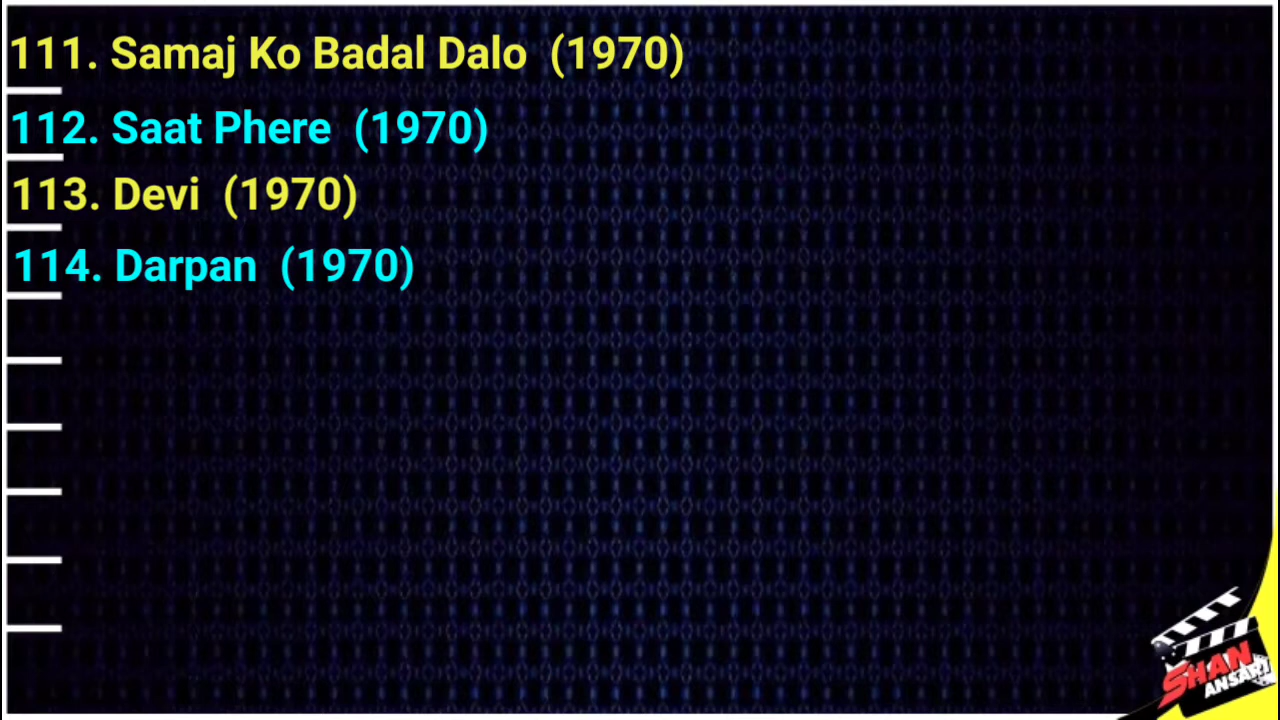 111. Samaj Ko Badal Dalo (1970)
112. Saat Phere (1970)
113. Devi (1970)
114. Darpan (1970)
SHAN
ANSARI